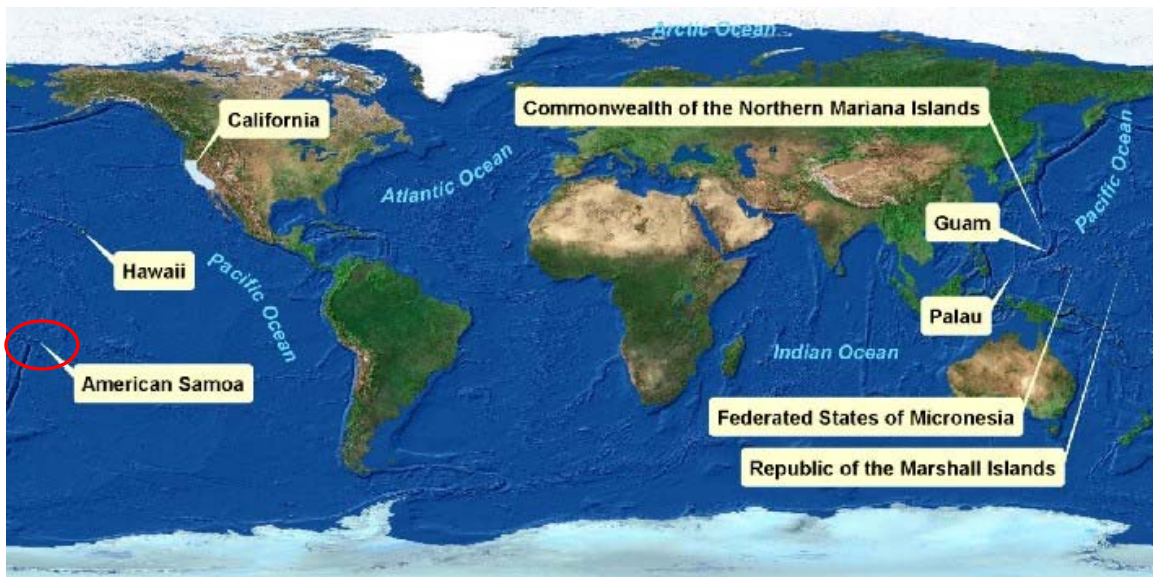 Arctic Ocean
Commonwealth of the Northern Mariana Islands
California
Atlantic Ocean
Pacific Ocean
Guam
Hawaii
Pacific Ocean
Palau
Indian Ocean
American Samoa
Federated States of Micronesia
Republic of the Marshall Islands